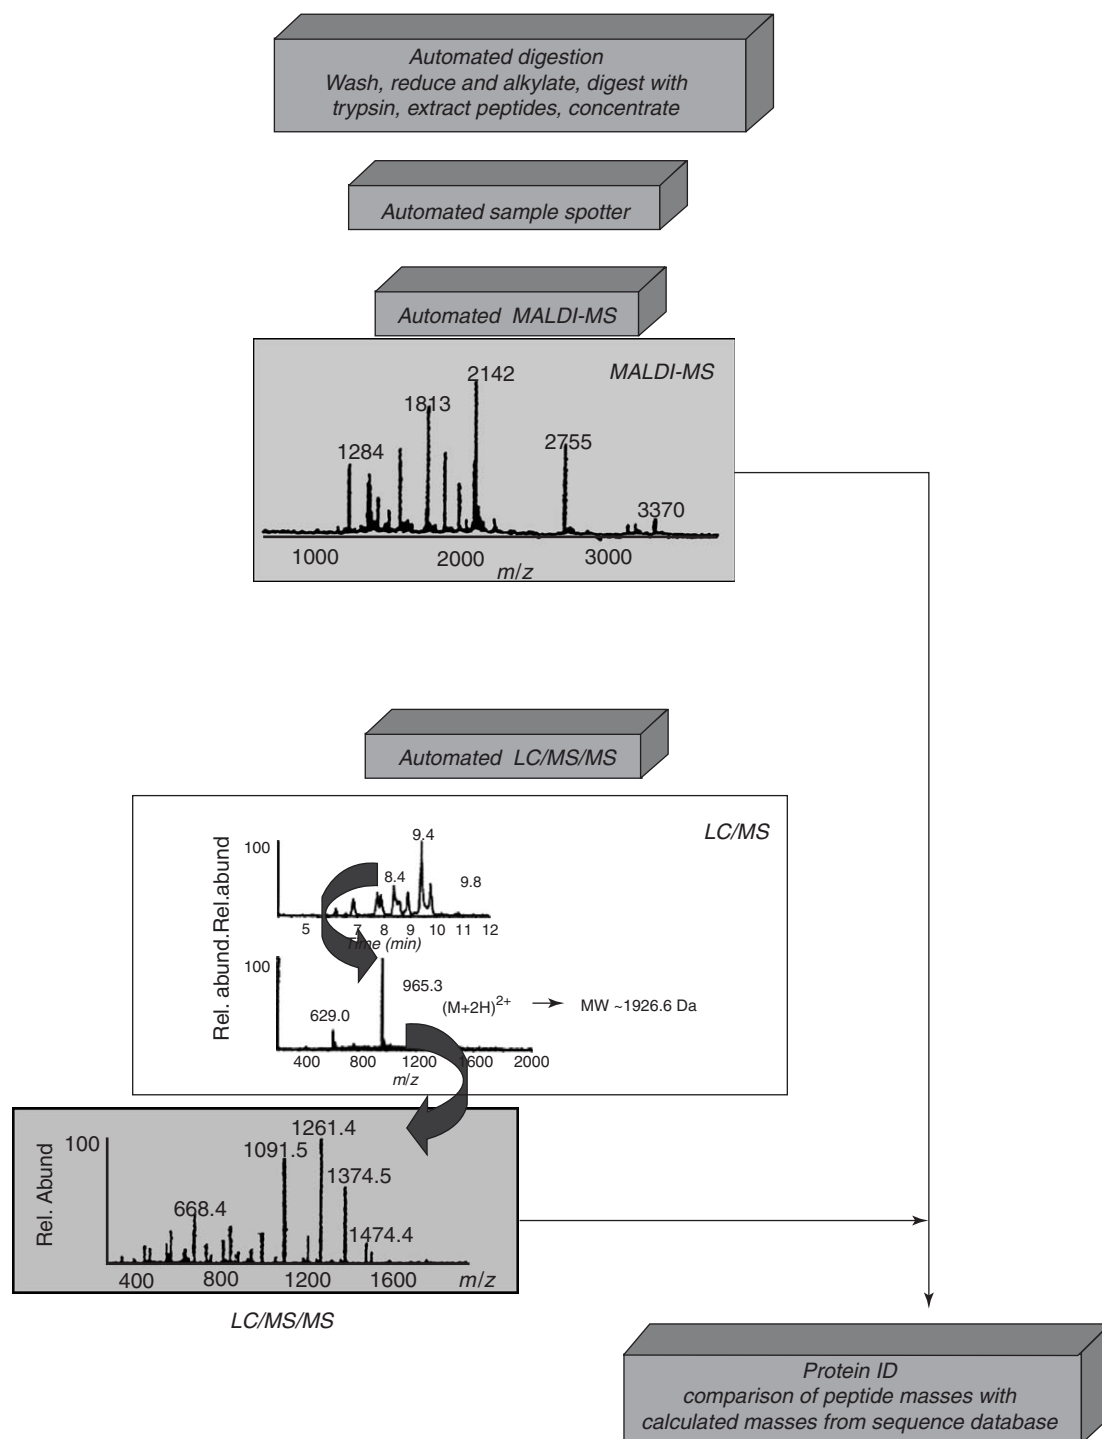 Automated digestion
Wash, reduce and alkylate, digest with
trypsin, extract peptides, concentrate
Automated sample spotter
Automated MALDI-MS
MALDI-MS
2142
1813
1284
2755
3370
1000 2000 3000
m/z
Automated LC/MS/MS
LC/MS
Rel. abund.Rel.abund
100
9.4
8.4
9.8
5 7 8 9 10 11 12
Time (min)
100
965.3
(M+2H)2+ → MW ~1926.6 Da
629.0
400 800 1200 1600 2000
m/z
Rel. Abund
100
1261.4
1091.5
1374.5
668.4
1474.4
400 800 1200 1600 m/z
LC/MS/MS
Protein ID
comparison of peptide masses with
calculated masses from sequence database